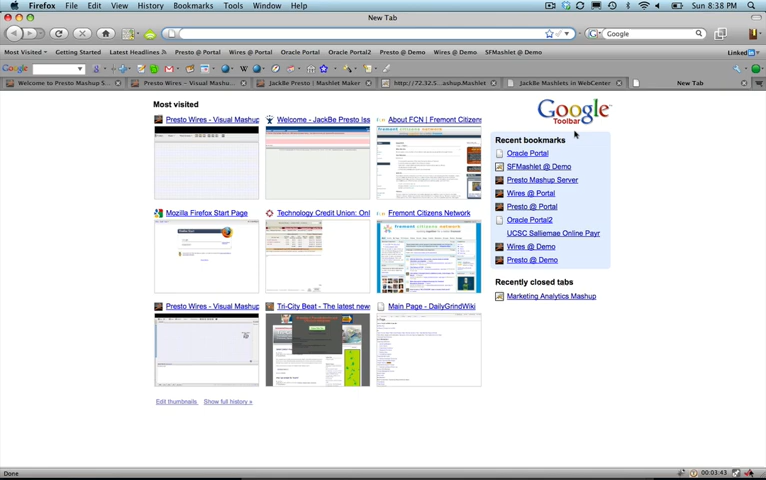 Firefox File Edit View History Bookmarks Tools Window Help Sun 8:38 PM
New Tab
Google
Most Visited Getting Started Latest Headlines Presto @ Portal Wires @ Portal Oracle Portal Oracle Portal2 Presto @ Demo Wires @ Demo SFMashlet @ Demo Linked in
Google
Welcome to Presto Mashup S... Presto Wires - Visual Mashup... JackBe Presto | Mashlet Maker http://72.32.5...ashup.Mashlet JackBe Mashlets in WebCenter New Tab
Most visited
Presto Wires - Visual Mashup Welcome - JackBe Presto Iss About FCN | Fremont Citizens
Mozilla Firefox Start Page Technology Credit Union: Onl Fremont Citizens Network
Presto Wires - Visual Mashup Tri-City Beat - The latest new Main Page - DailyGrindWiki
Edit thumbnails Show full history »
Google
Toolbar
Recent bookmarks
Oracle Portal
SFMashlet @ Demo
Presto Mashup Server
Wires @ Portal
Presto @ Portal
Oracle Portal2
UCSC Salliemae Online Payr
Wires @ Demo
Presto @ Demo
Recently closed tabs
Marketing Analytics Mashup
Done 00:03:43